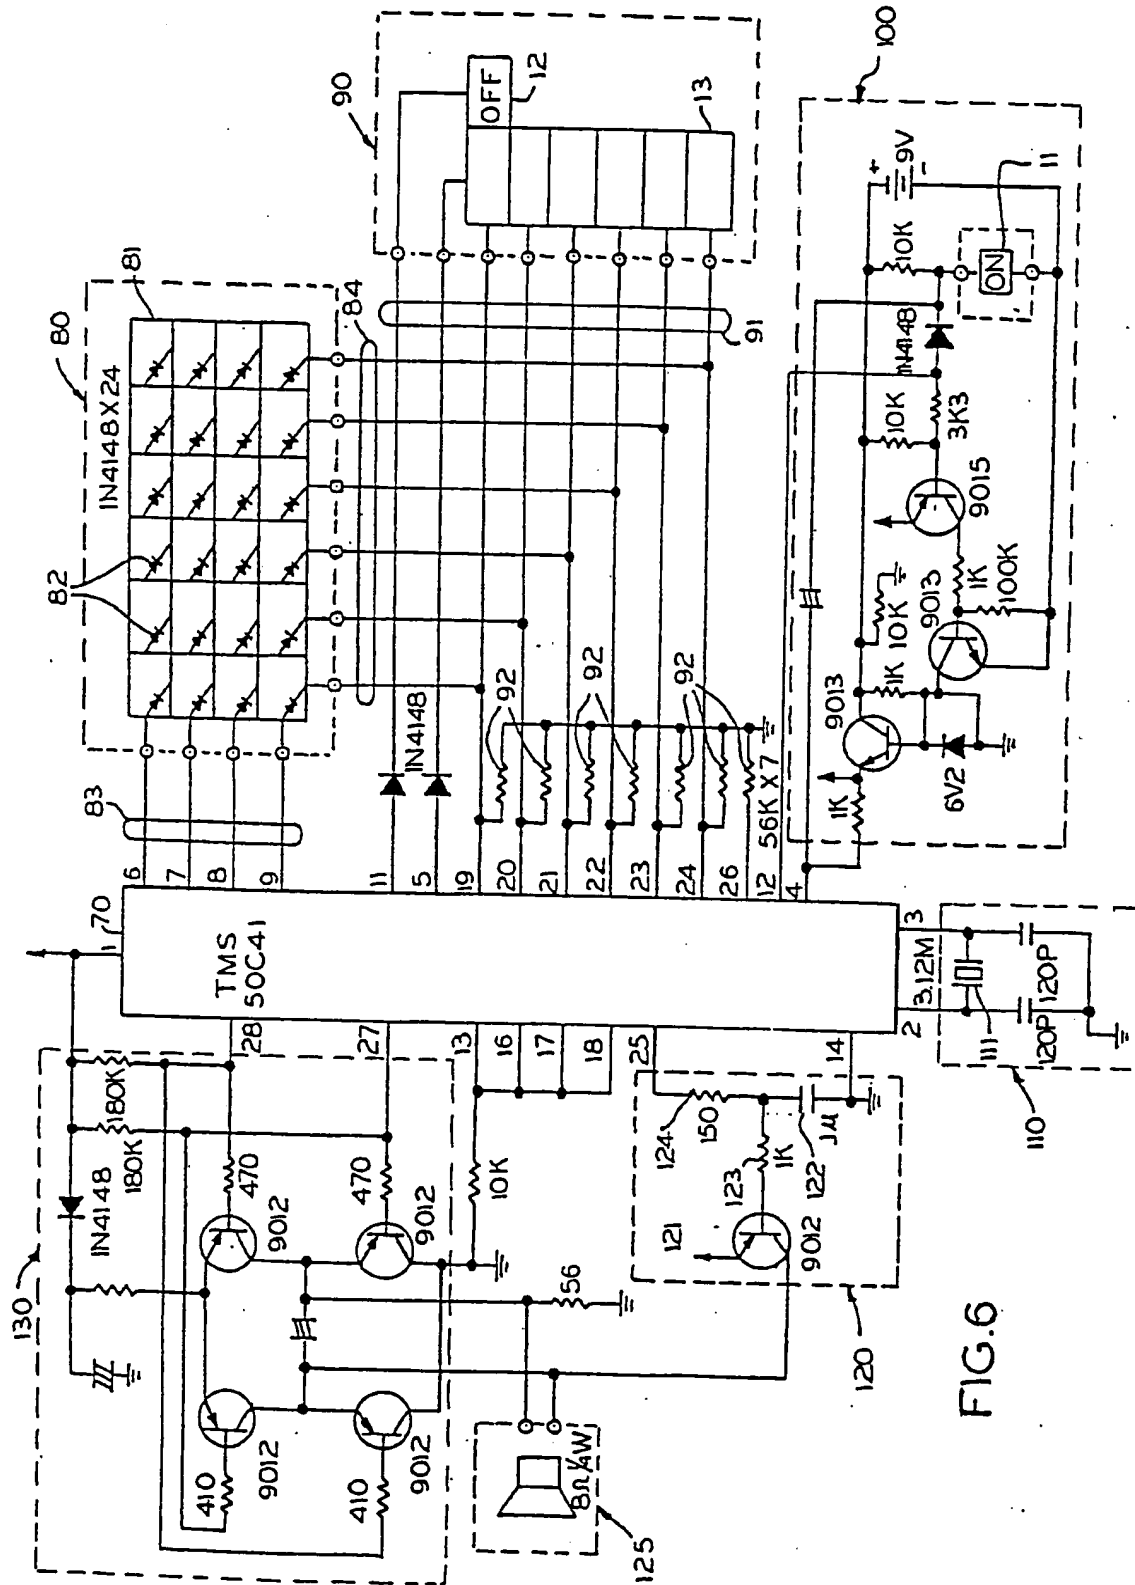 130
1N4148
180K
180K
470
9012
470
9012
410
9012
410
9012
28
27
13
16
17
18
25
14
10K
56
8Ω ¼W
125
124
150
123
1K
122
1μ
121
9012
120
70
1
TMS
50C41
6
7
8
9
11
5
19
20
21
22
23
24
26
12
4
3
2
83
80
1N4148X24
81
82
84
1N4148
92
92
92
56K X 7
91
90
OFF
12
13
100
9V
+
-
11
ON
10K
1N4148
10K
3K3
9015
1K
100K
9013
10K
1K
9013
6V2
1K
3.12M
111
120P
120P
110
FIG.6